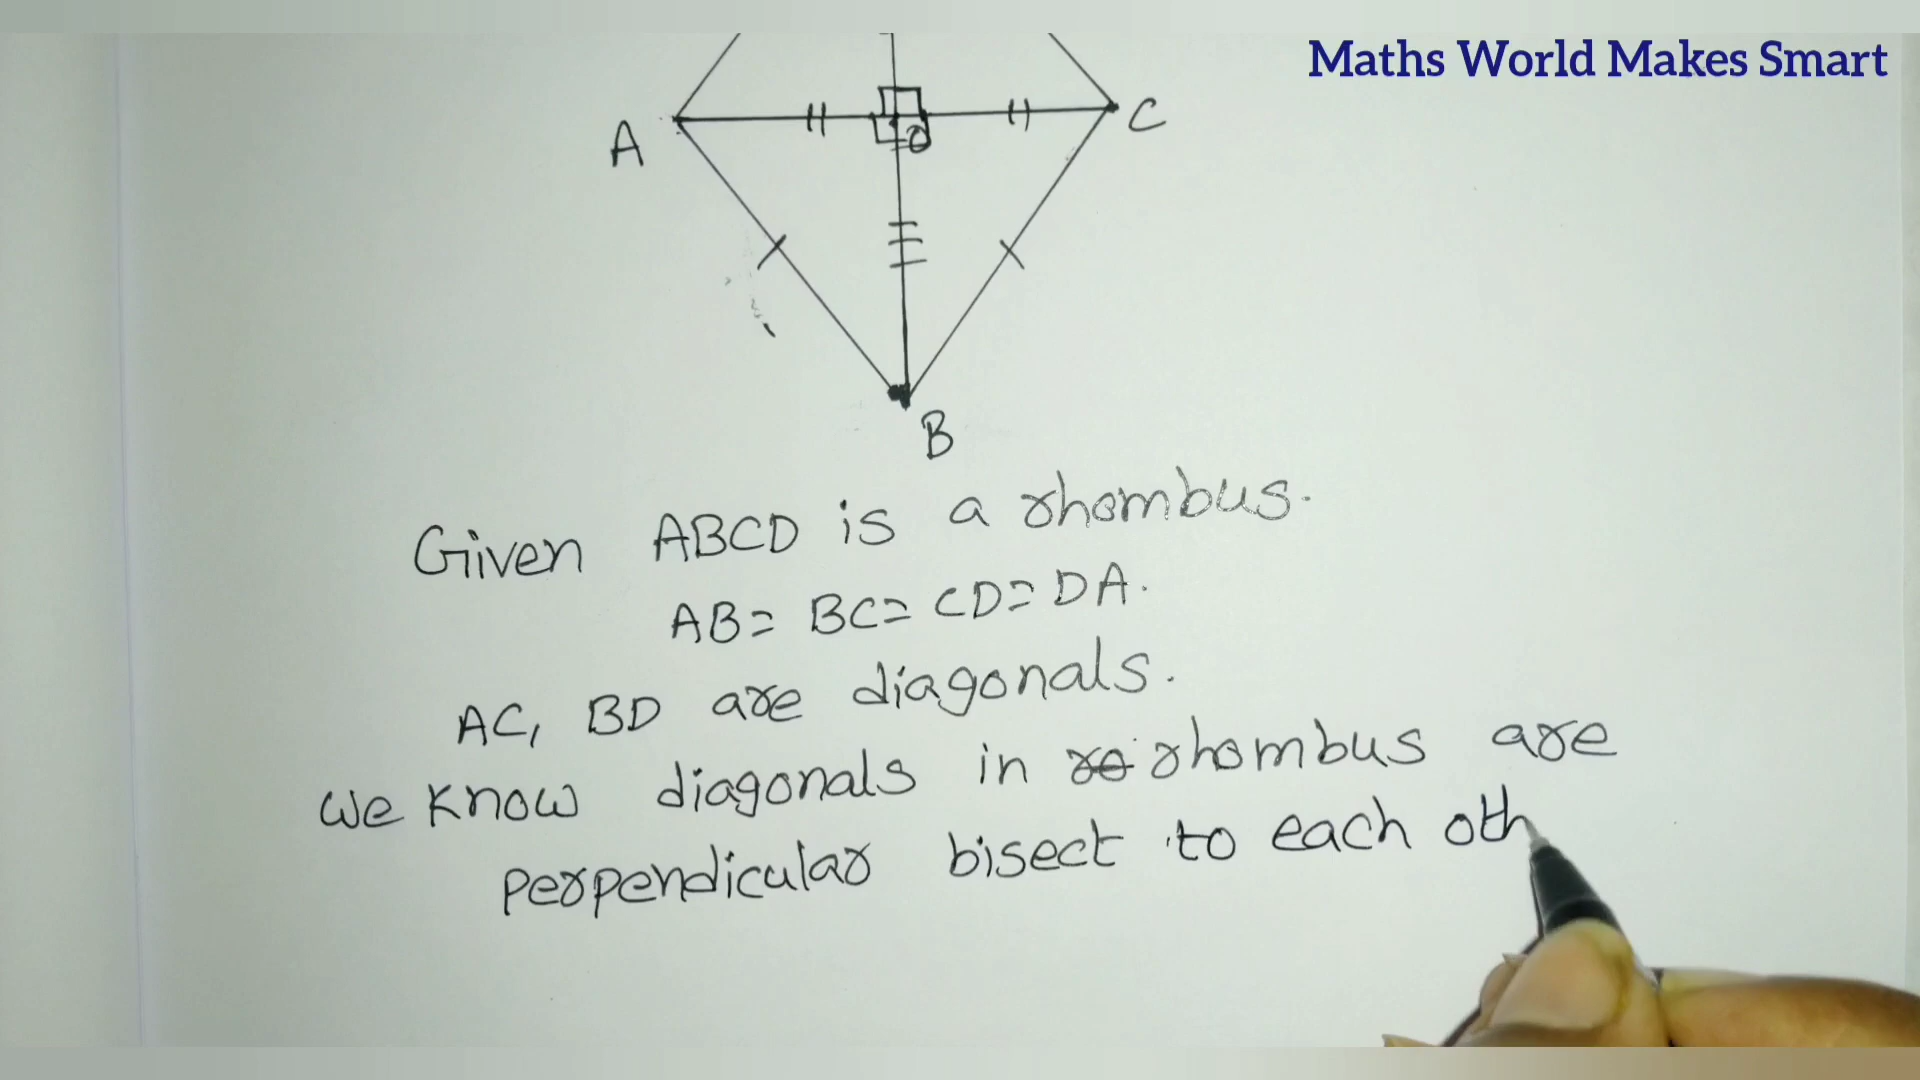 Maths World Makes Smart
A
C
O
B
Given ABCD is a rhombus.
AB = BC = CD = DA.
AC, BD are diagonals.
We know diagonals in ro rhombus are
perpendicular bisect to each oth